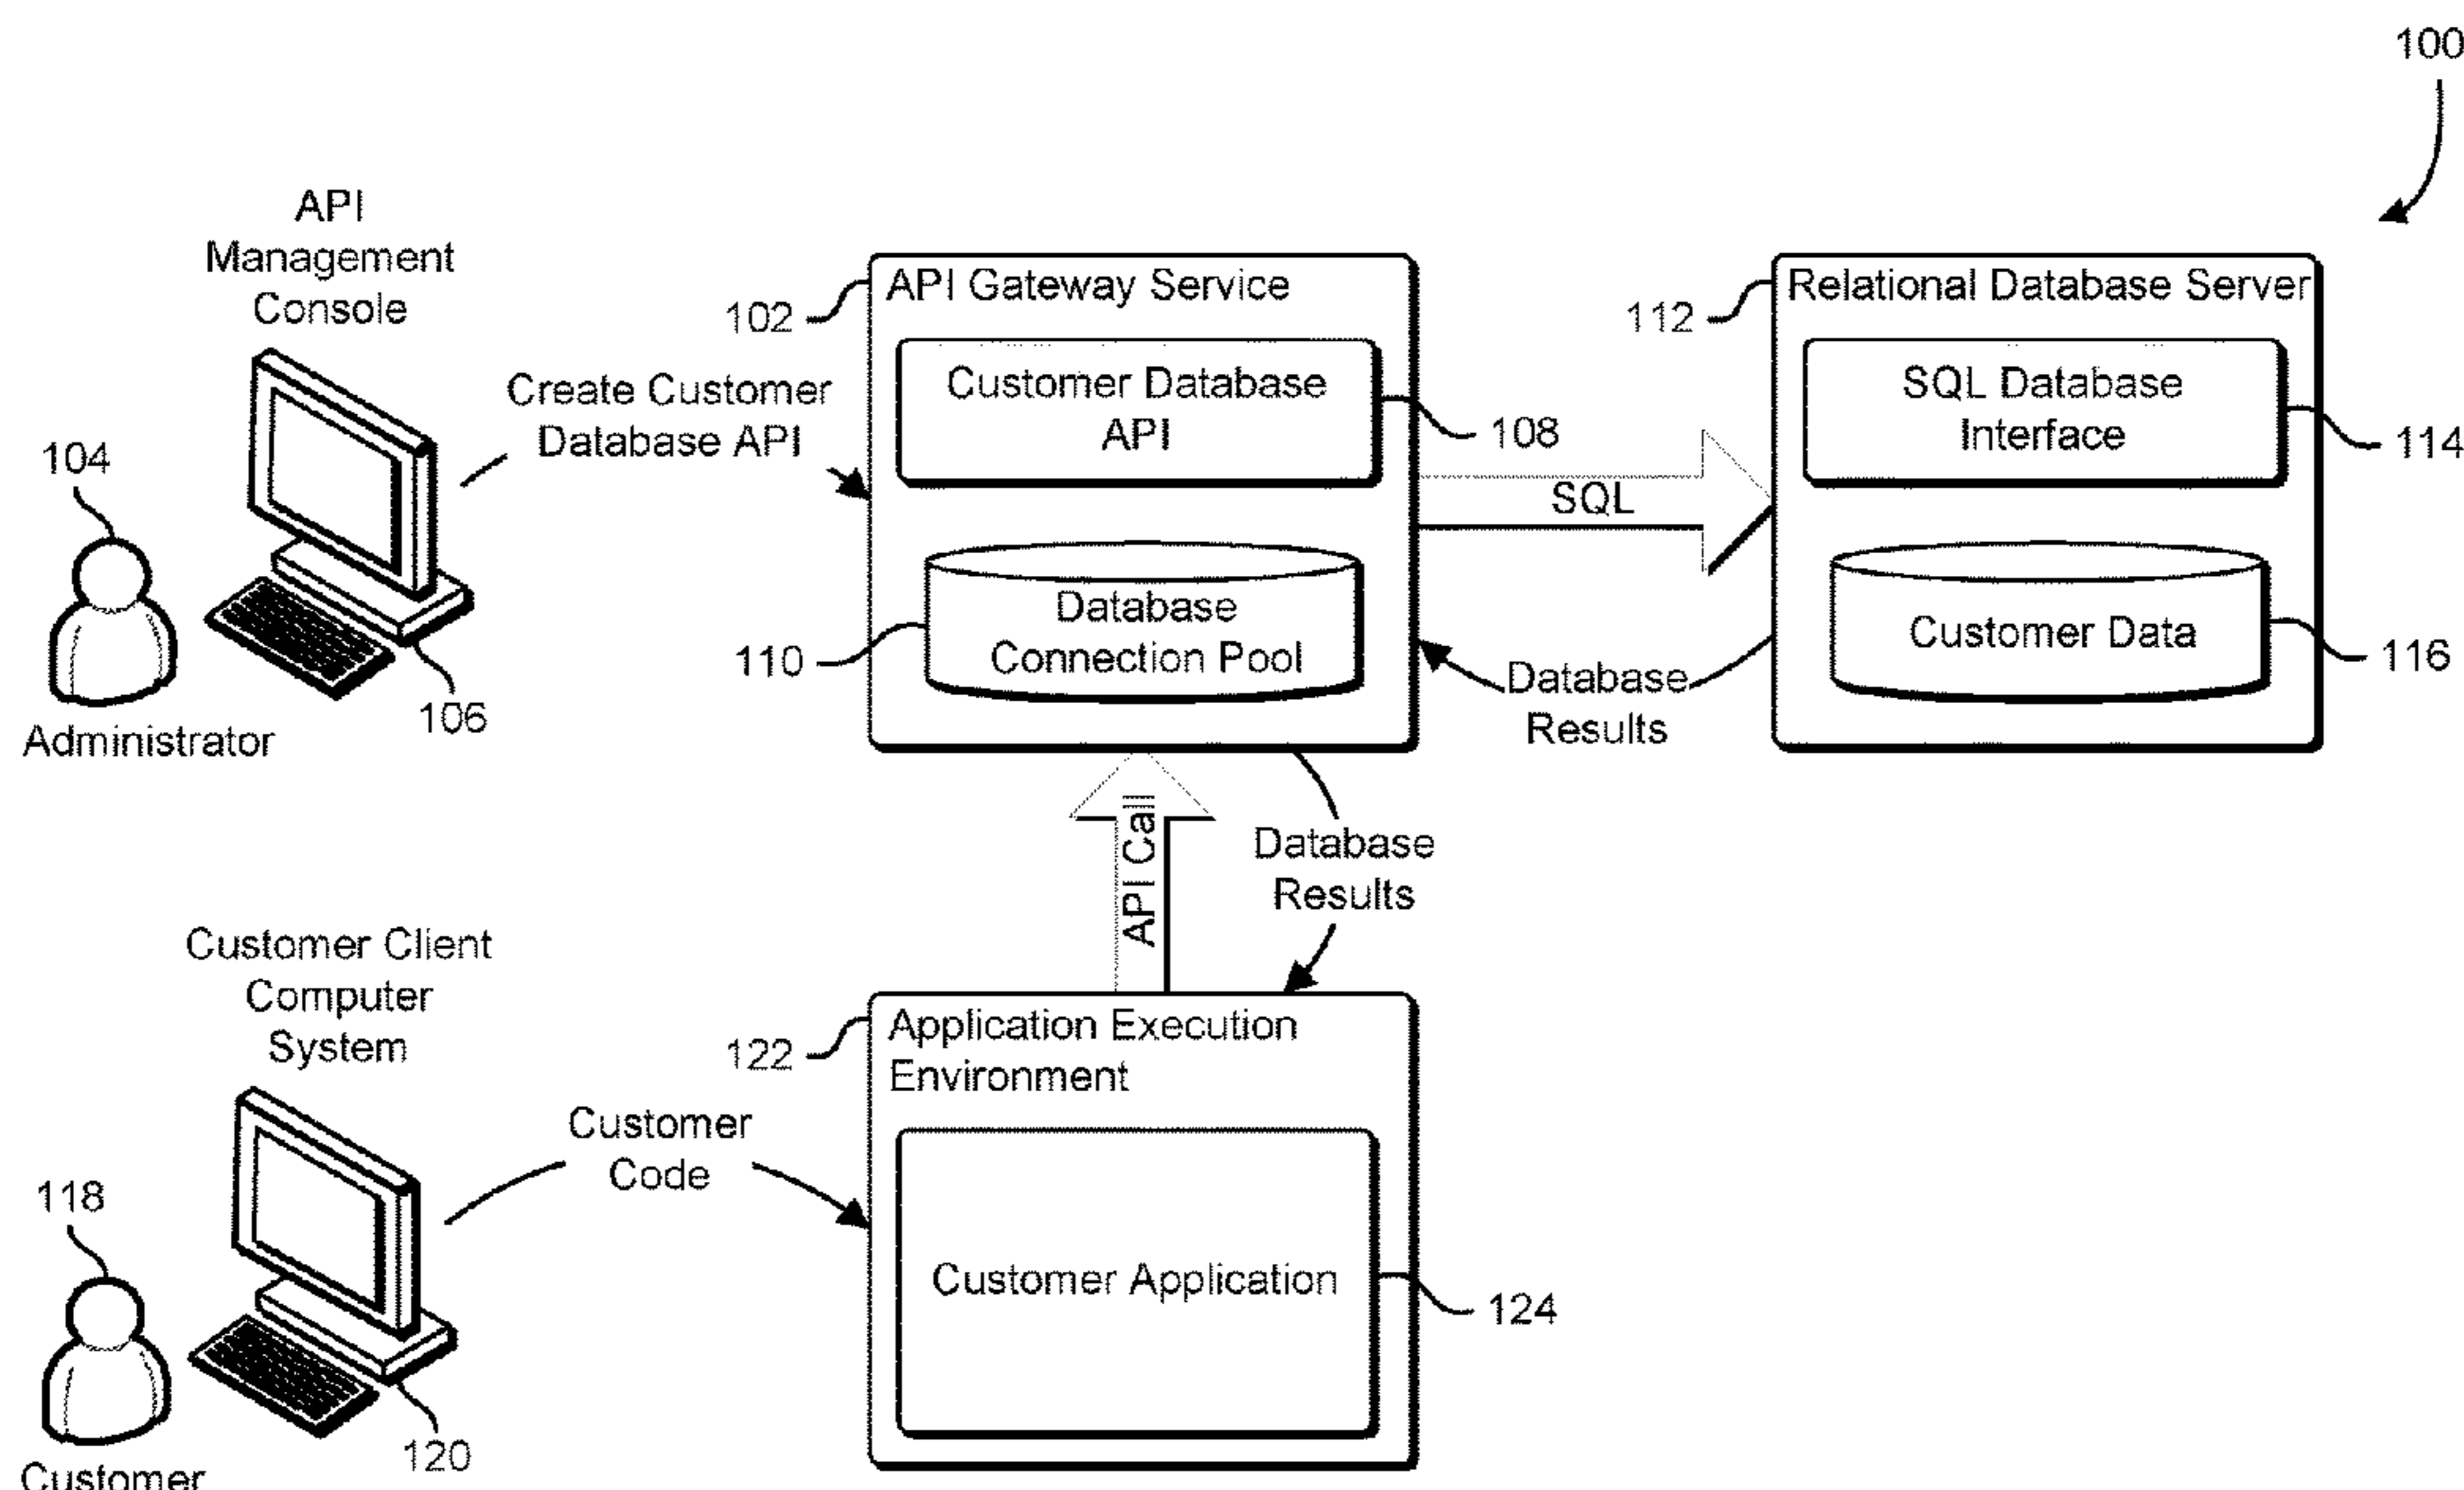 100
API
Management
Console
104
Administrator
106
Create Customer
Database API
102
API Gateway Service
Customer Database
API
108
110
Database
Connection Pool
SQL
Database
Results
112
Relational Database Server
SQL Database
Interface
114
Customer Data
116
API Call
Database
Results
Customer Client
Computer
System
118
Customer
120
Customer
Code
122
Application Execution
Environment
Customer Application
124